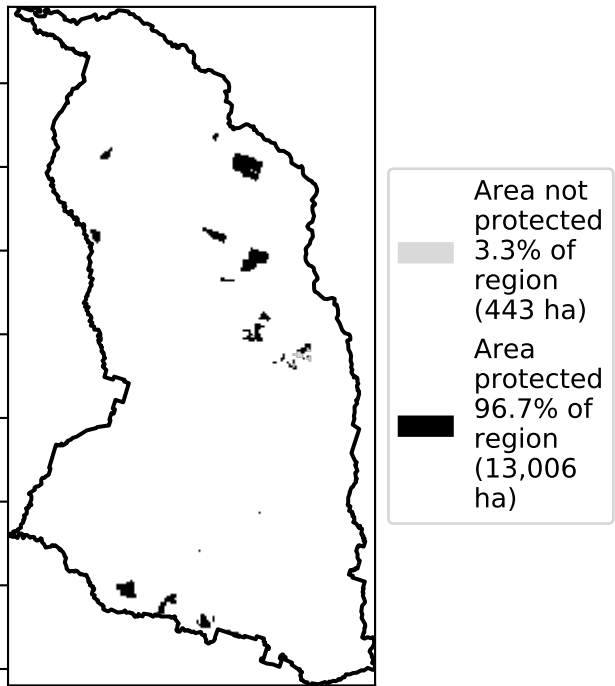 Area not
protected
3.3% of
region
(443 ha)
Area
protected
96.7% of
region
(13,006
ha)